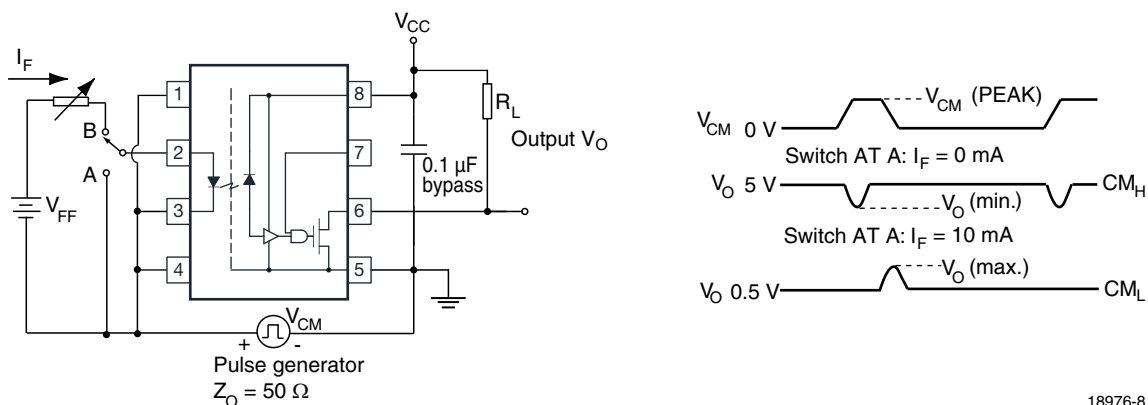 V_CC
I_F
1
8
R_L
B
V_CM (PEAK)
V_CM 0 V
Output V_O
2
7
Switch AT A: I_F = 0 mA
A
0.1 µF
bypass
V_O 5 V
CM_H
V_FF
3
6
V_O (min.)
Switch AT A: I_F = 10 mA
4
5
V_O (max.)
V_O 0.5 V
CM_L
V_CM
+ -
Pulse generator
Z_O = 50 Ω
18976-8